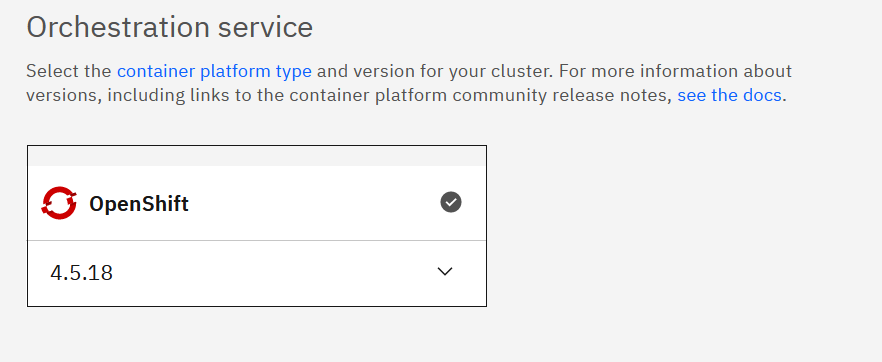 Orchestration service
Select the container platform type and version for your cluster. For more information about
versions, including links to the container platform community release notes, see the docs.
OpenShift
4.5.18